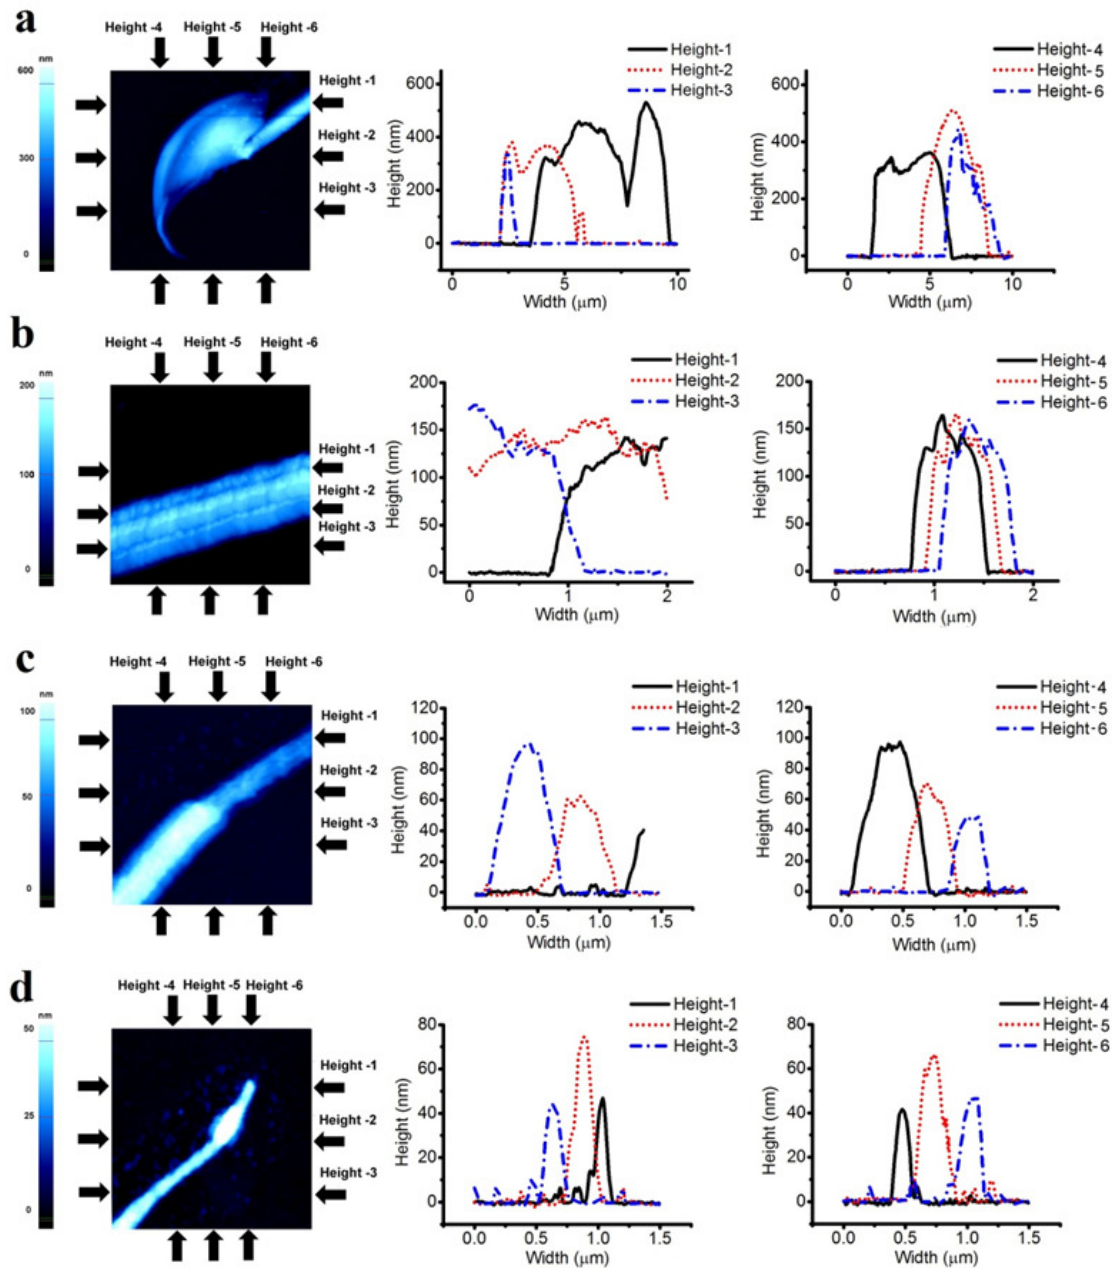 a
Height -4 Height -5 Height -6
nm
600
300
0
Height -1
Height -2
Height -3
Height-1
Height-2
Height-3
Height (nm)
600
400
200
0
0 5 10
Width (μm)
Height-4
Height-5
Height-6
Height (nm)
600
400
200
0
0 5 10
Width (μm)
b
Height -4 Height -5 Height -6
nm
200
100
0
Height -1
Height -2
Height -3
Height-1
Height-2
Height-3
Height (nm)
200
150
100
50
0
0 1 2
Width (μm)
Height-4
Height-5
Height-6
Height (nm)
200
150
100
50
0
0 1 2
Width (μm)
c
Height -4 Height -5 Height -6
nm
100
50
0
Height -1
Height -2
Height -3
Height-1
Height-2
Height-3
Height (nm)
120
100
80
60
40
20
0
0.0 0.5 1.0 1.5
Width (μm)
Height-4
Height-5
Height-6
Height (nm)
120
100
80
60
40
20
0
0.0 0.5 1.0 1.5
Width (μm)
d
Height -4 Height -5 Height -6
nm
50
25
0
Height -1
Height -2
Height -3
Height-1
Height-2
Height-3
Height (nm)
80
60
40
20
0
0.0 0.5 1.0 1.5
Width (μm)
Height-4
Height-5
Height-6
Height (nm)
80
60
40
20
0
0.0 0.5 1.0 1.5
Width (μm)